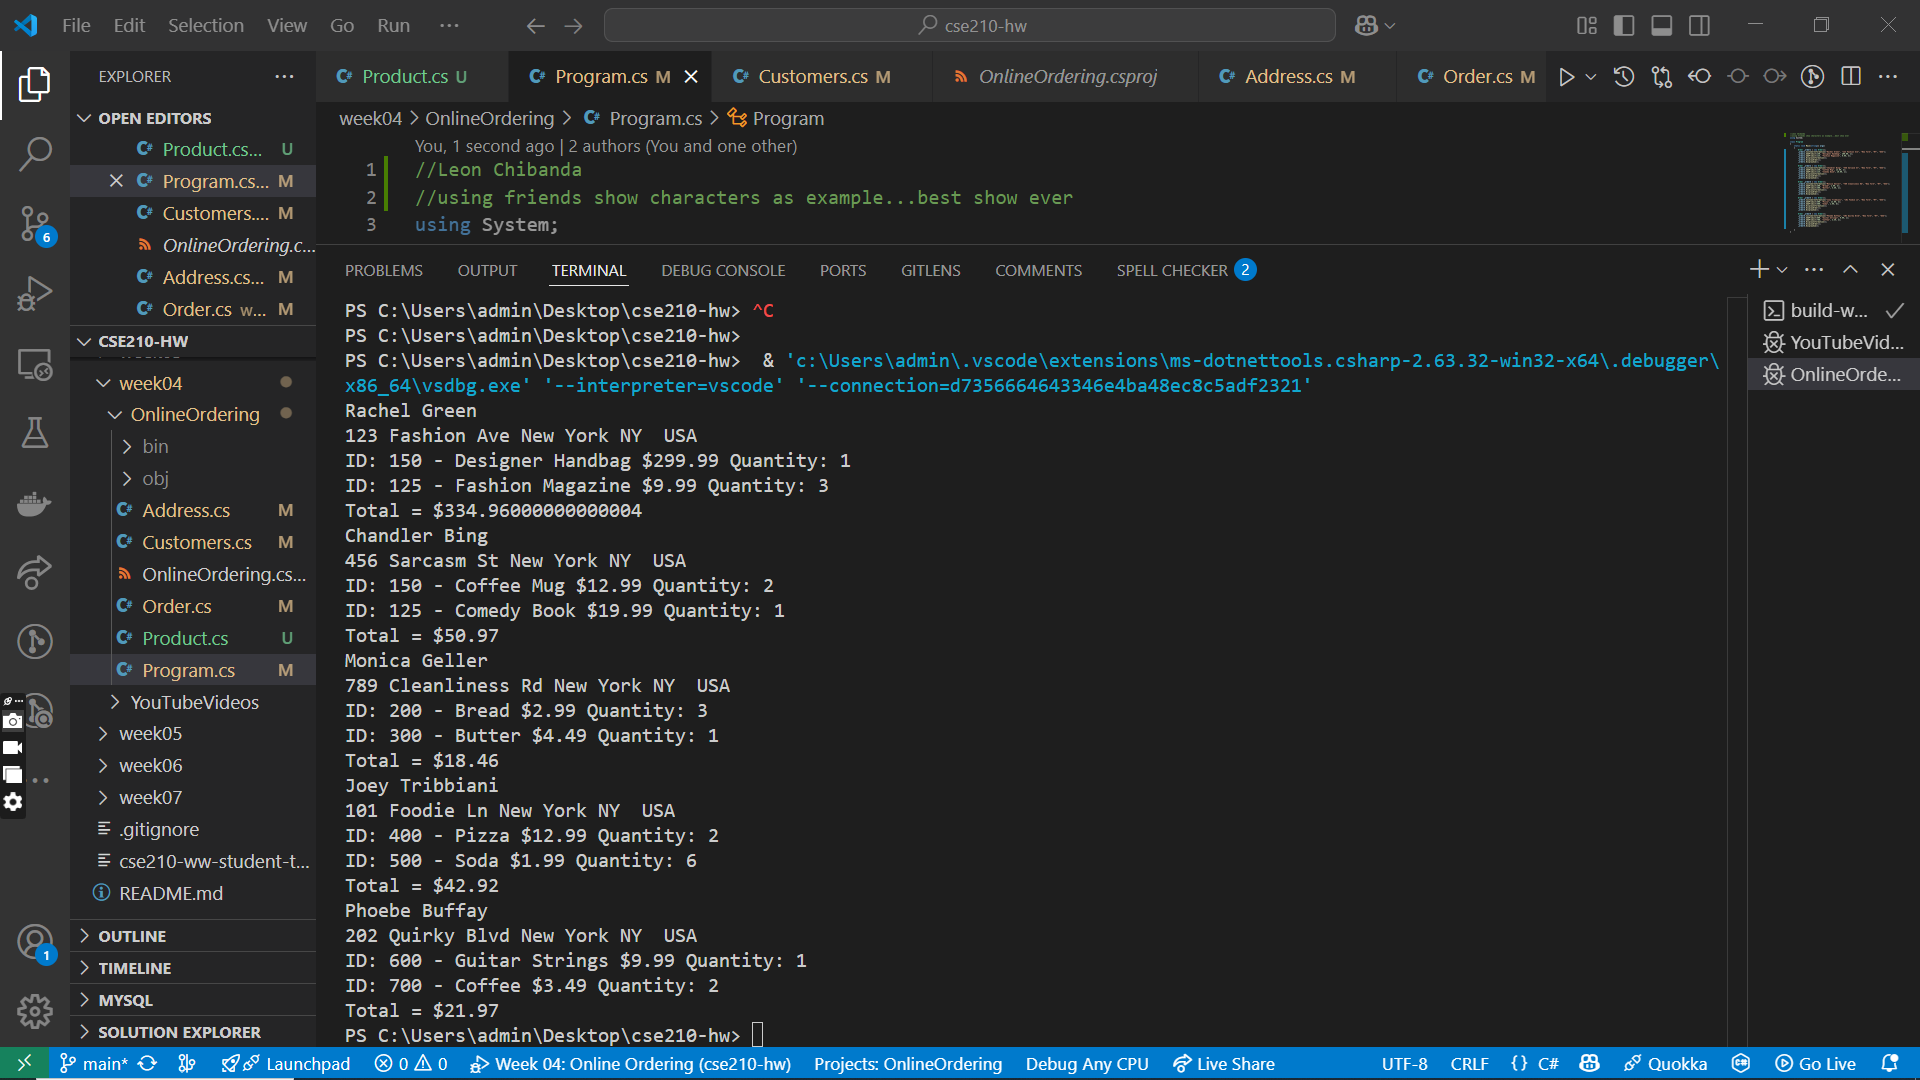 File Edit Selection View Go Run ··· cse210-hw
EXPLORER ···
OPEN EDITORS
Product.cs... U
Program.cs... M
Customers.... M
OnlineOrdering.c...
Address.cs... M
Order.cs w... M
CSE210-HW
week04
OnlineOrdering
bin
obj
Address.cs M
Customers.cs M
OnlineOrdering.cs...
Order.cs M
Product.cs U
Program.cs M
YouTubeVideos
week05
week06
week07
.gitignore
cse210-ww-student-t...
README.md
OUTLINE
TIMELINE
MYSQL
SOLUTION EXPLORER
6
1
Product.cs U Program.cs M Customers.cs M OnlineOrdering.csproj Address.cs M Order.cs M
week04 > OnlineOrdering > Program.cs > Program
You, 1 second ago | 2 authors (You and one other)
1 //Leon Chibanda
2 //using friends show characters as example...best show ever
3 using System;
PROBLEMS OUTPUT TERMINAL DEBUG CONSOLE PORTS GITLENS COMMENTS SPELL CHECKER 2
PS C:\Users\admin\Desktop\cse210-hw> ^C
PS C:\Users\admin\Desktop\cse210-hw>
PS C:\Users\admin\Desktop\cse210-hw>  & 'c:\Users\admin\.vscode\extensions\ms-dotnettools.csharp-2.63.32-win32-x64\.debugger\
x86_64\vsdbg.exe' '--interpreter=vscode' '--connection=d7356664643346e4ba48ec8c5adf2321'
Rachel Green
123 Fashion Ave New York NY  USA
ID: 150 - Designer Handbag $299.99 Quantity: 1
ID: 125 - Fashion Magazine $9.99 Quantity: 3
Total = $334.96000000000004
Chandler Bing
456 Sarcasm St New York NY  USA
ID: 150 - Coffee Mug $12.99 Quantity: 2
ID: 125 - Comedy Book $19.99 Quantity: 1
Total = $50.97
Monica Geller
789 Cleanliness Rd New York NY  USA
ID: 200 - Bread $2.99 Quantity: 3
ID: 300 - Butter $4.49 Quantity: 1
Total = $18.46
Joey Tribbiani
101 Foodie Ln New York NY  USA
ID: 400 - Pizza $12.99 Quantity: 2
ID: 500 - Soda $1.99 Quantity: 6
Total = $42.92
Phoebe Buffay
202 Quirky Blvd New York NY  USA
ID: 600 - Guitar Strings $9.99 Quantity: 1
ID: 700 - Coffee $3.49 Quantity: 2
Total = $21.97
PS C:\Users\admin\Desktop\cse210-hw>
build-w...
YouTubeVid...
OnlineOrde...
main* Launchpad 0 0 Week 04: Online Ordering (cse210-hw) Projects: OnlineOrdering Debug Any CPU Live Share UTF-8 CRLF {} C# Quokka Go Live